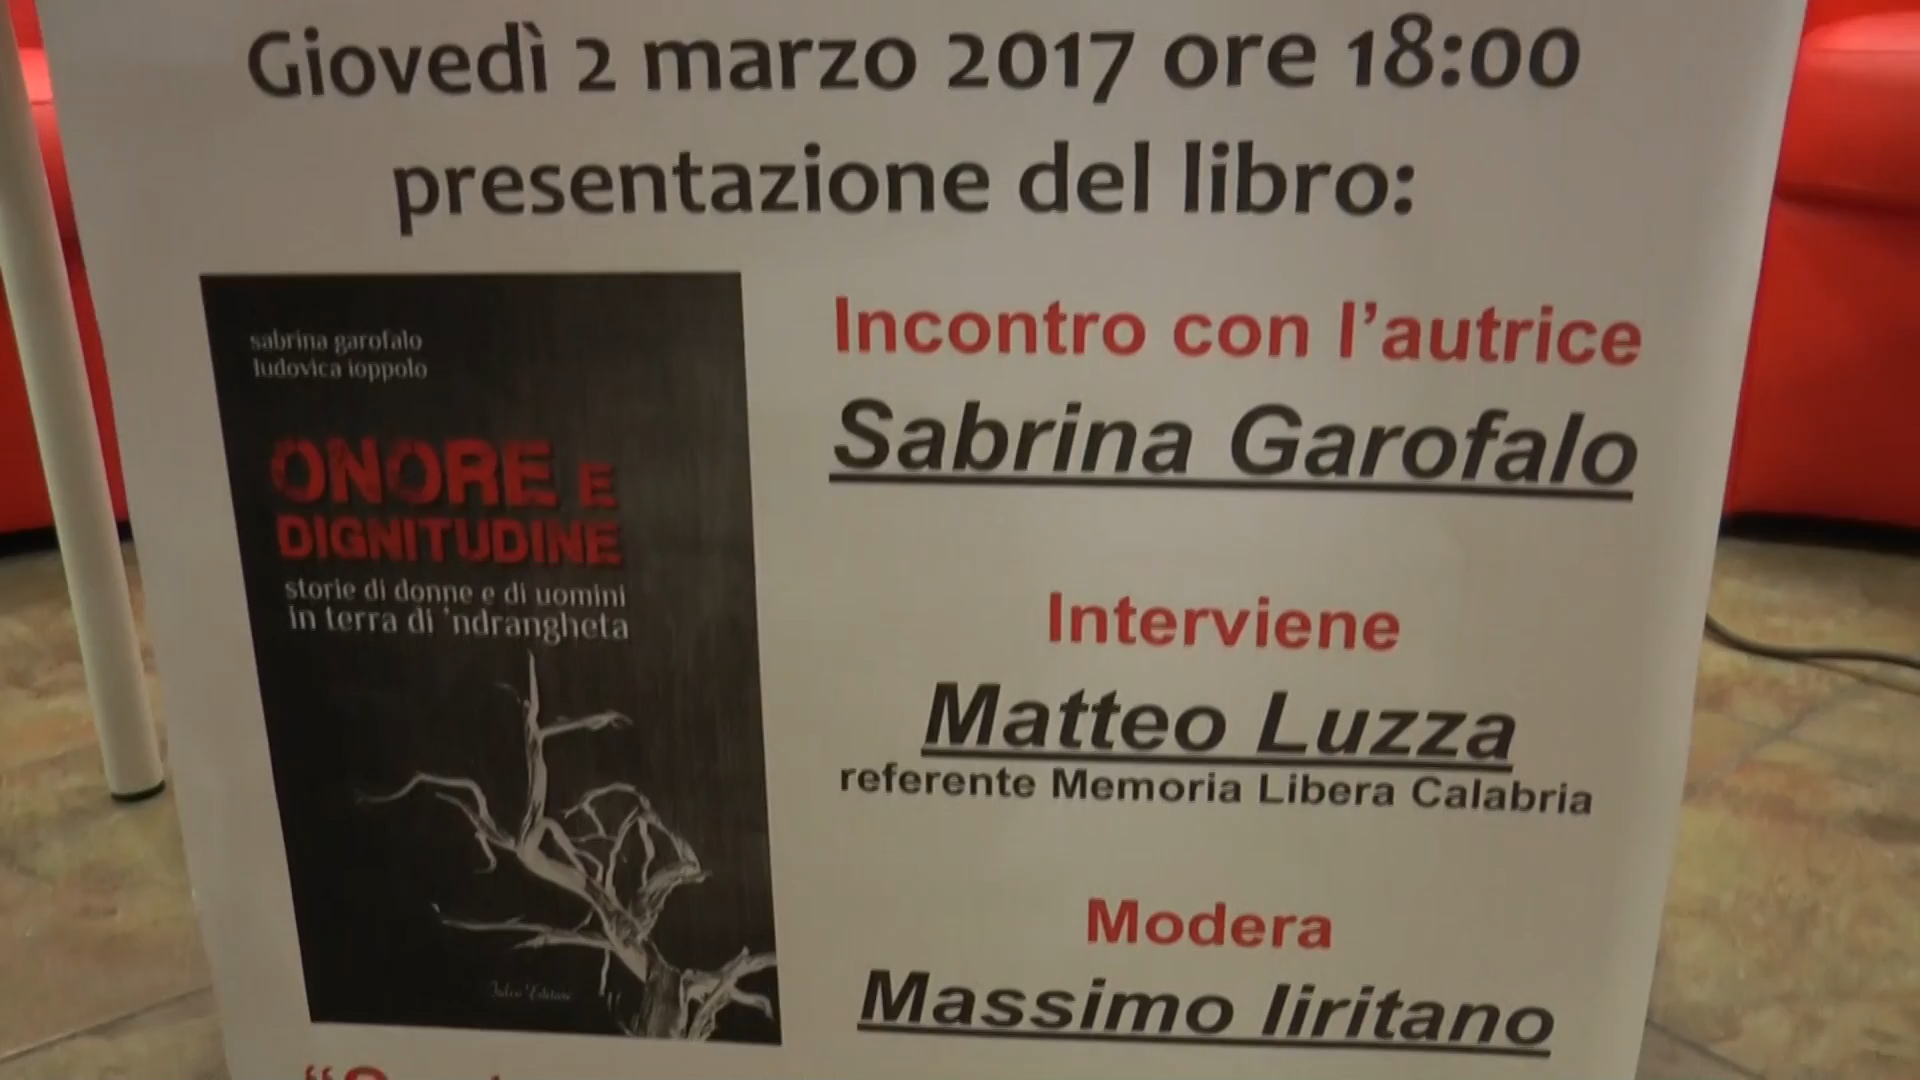 Giovedì 2 marzo 2017 ore 18:00
presentazione del libro:
sabrina garofalo
ludovica ioppolo
ONORE E
DIGNITUDINE
storie di donne e di uomini
in terra di 'ndrangheta
Falco Editore
Incontro con l'autrice
Sabrina Garofalo
Interviene
Matteo Luzza
referente Memoria Libera Calabria
Modera
Massimo Iiritano